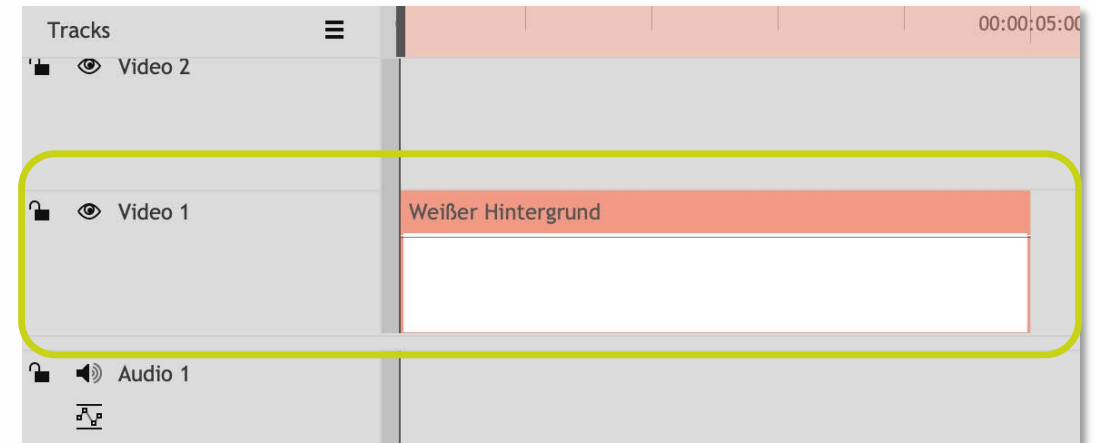 Tracks
00:00:05:00
Video 2
Video 1
Weißer Hintergrund
Audio 1